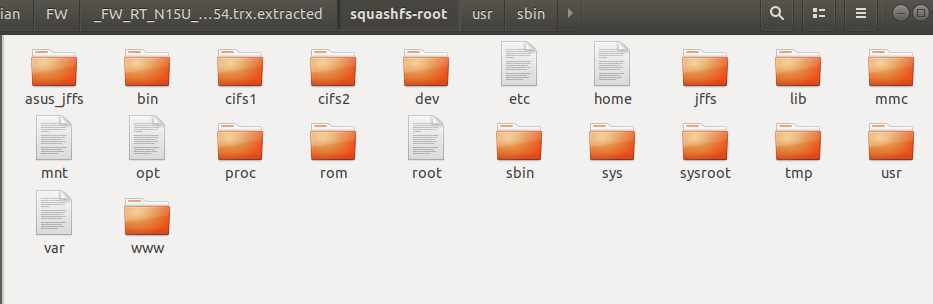 ian FW _FW_RT_N15U_...54.trx.extracted squashfs-root usr sbin
asus_jffs bin cifs1 cifs2 dev etc home jffs lib mmc
mnt opt proc rom root sbin sys sysroot tmp usr
var www